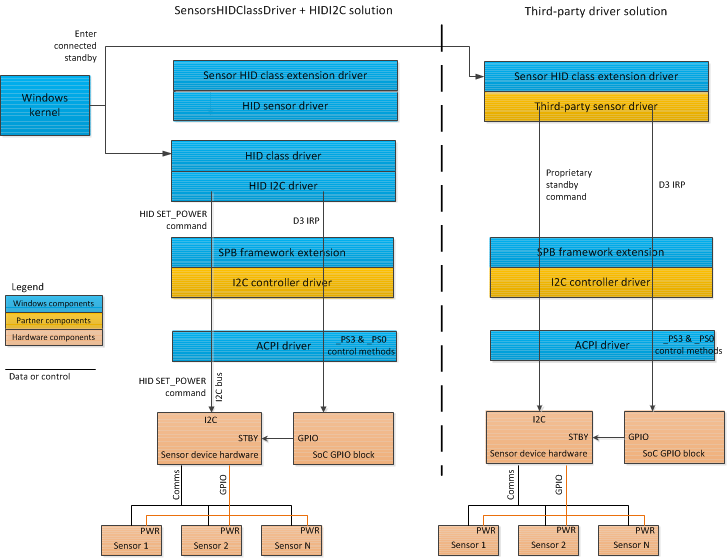 SensorsHIDClassDriver + HIDI2C solution
Third-party driver solution
Enter
connected
standby
Windows
kernel
Sensor HID class extension driver
HID sensor driver
HID class driver
HID I2C driver
HID SET_POWER
command
D3 IRP
SPB framework extension
I2C controller driver
ACPI driver
_PS3 & _PS0
control methods
HID SET_POWER
command
I2C bus
I2C
STBY
Sensor device hardware
GPIO
SoC GPIO block
Comms
GPIO
PWR
Sensor 1
PWR
Sensor 2
PWR
Sensor N
Sensor HID class extension driver
Third-party sensor driver
Proprietary
standby
command
D3 IRP
SPB framework extension
I2C controller driver
ACPI driver
_PS3 & _PS0
control methods
I2C
STBY
Sensor device hardware
GPIO
SoC GPIO block
Comms
GPIO
PWR
Sensor 1
PWR
Sensor 2
PWR
Sensor N
Legend
Windows components
Partner components
Hardware components
Data or control